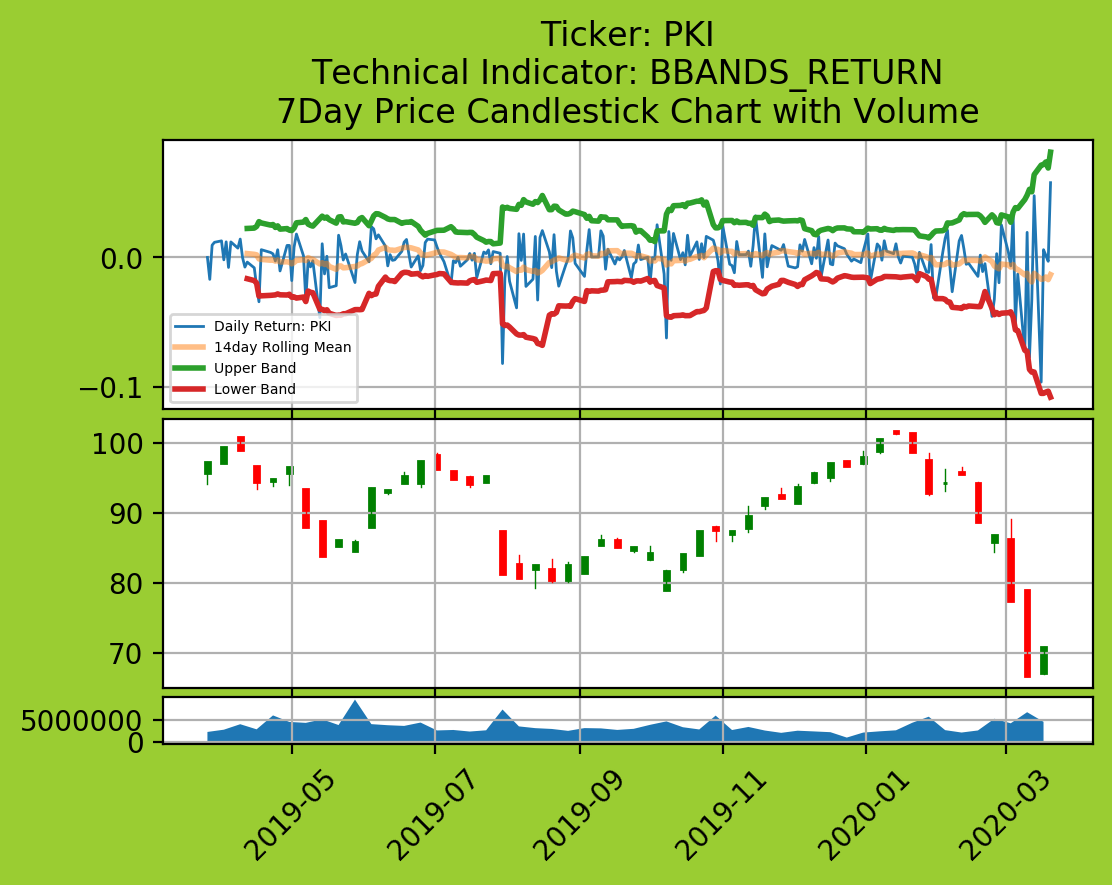 Ticker: PKI
Technical Indicator: BBANDS_RETURN
7Day Price Candlestick Chart with Volume
0.0
−0.1
Daily Return: PKI
14day Rolling Mean
Upper Band
Lower Band
100
90
80
70
5000000
0
2019-05
2019-07
2019-09
2019-11
2020-01
2020-03